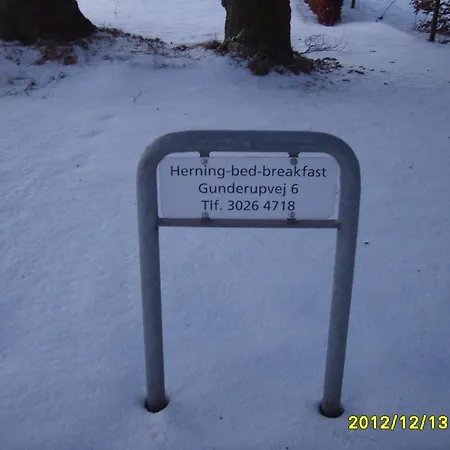 Herning-bed-breakfast
Gunderupvej 6
Tlf. 3026 4718
2012/12/13